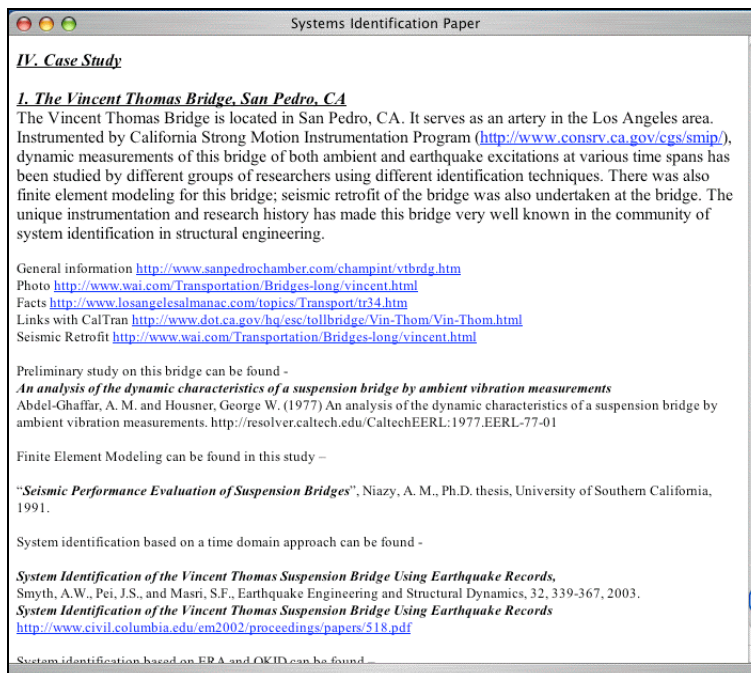 Systems Identification Paper
IV. Case Study
1. The Vincent Thomas Bridge, San Pedro, CA
The Vincent Thomas Bridge is located in San Pedro, CA. It serves as an artery in the Los Angeles area.
Instrumented by California Strong Motion Instrumentation Program (http://www.consrv.ca.gov/cgs/smip/),
dynamic measurements of this bridge of both ambient and earthquake excitations at various time spans has
been studied by different groups of researchers using different identification techniques. There was also
finite element modeling for this bridge; seismic retrofit of the bridge was also undertaken at the bridge. The
unique instrumentation and research history has made this bridge very well known in the community of
system identification in structural engineering.
General information http://www.sanpedrochamber.com/champint/vtbrdg.htm
Photo http://www.wai.com/Transportation/Bridges-long/vincent.html
Facts http://www.losangelesalmanac.com/topics/Transport/tr34.htm
Links with CalTran http://www.dot.ca.gov/hq/esc/tollbridge/Vin-Thom/Vin-Thom.html
Seismic Retrofit http://www.wai.com/Transportation/Bridges-long/vincent.html
Preliminary study on this bridge can be found -
An analysis of the dynamic characteristics of a suspension bridge by ambient vibration measurements
Abdel-Ghaffar, A. M. and Housner, George W. (1977) An analysis of the dynamic characteristics of a suspension bridge by
ambient vibration measurements. http://resolver.caltech.edu/CaltechEERL:1977.EERL-77-01
Finite Element Modeling can be found in this study –
“Seismic Performance Evaluation of Suspension Bridges”, Niazy, A. M., Ph.D. thesis, University of Southern California,
1991.
System identification based on a time domain approach can be found -
System Identification of the Vincent Thomas Suspension Bridge Using Earthquake Records,
Smyth, A.W., Pei, J.S., and Masri, S.F., Earthquake Engineering and Structural Dynamics, 32, 339-367, 2003.
System Identification of the Vincent Thomas Suspension Bridge Using Earthquake Records
http://www.civil.columbia.edu/em2002/proceedings/papers/518.pdf
System identification based on ERA and OKID can be found –